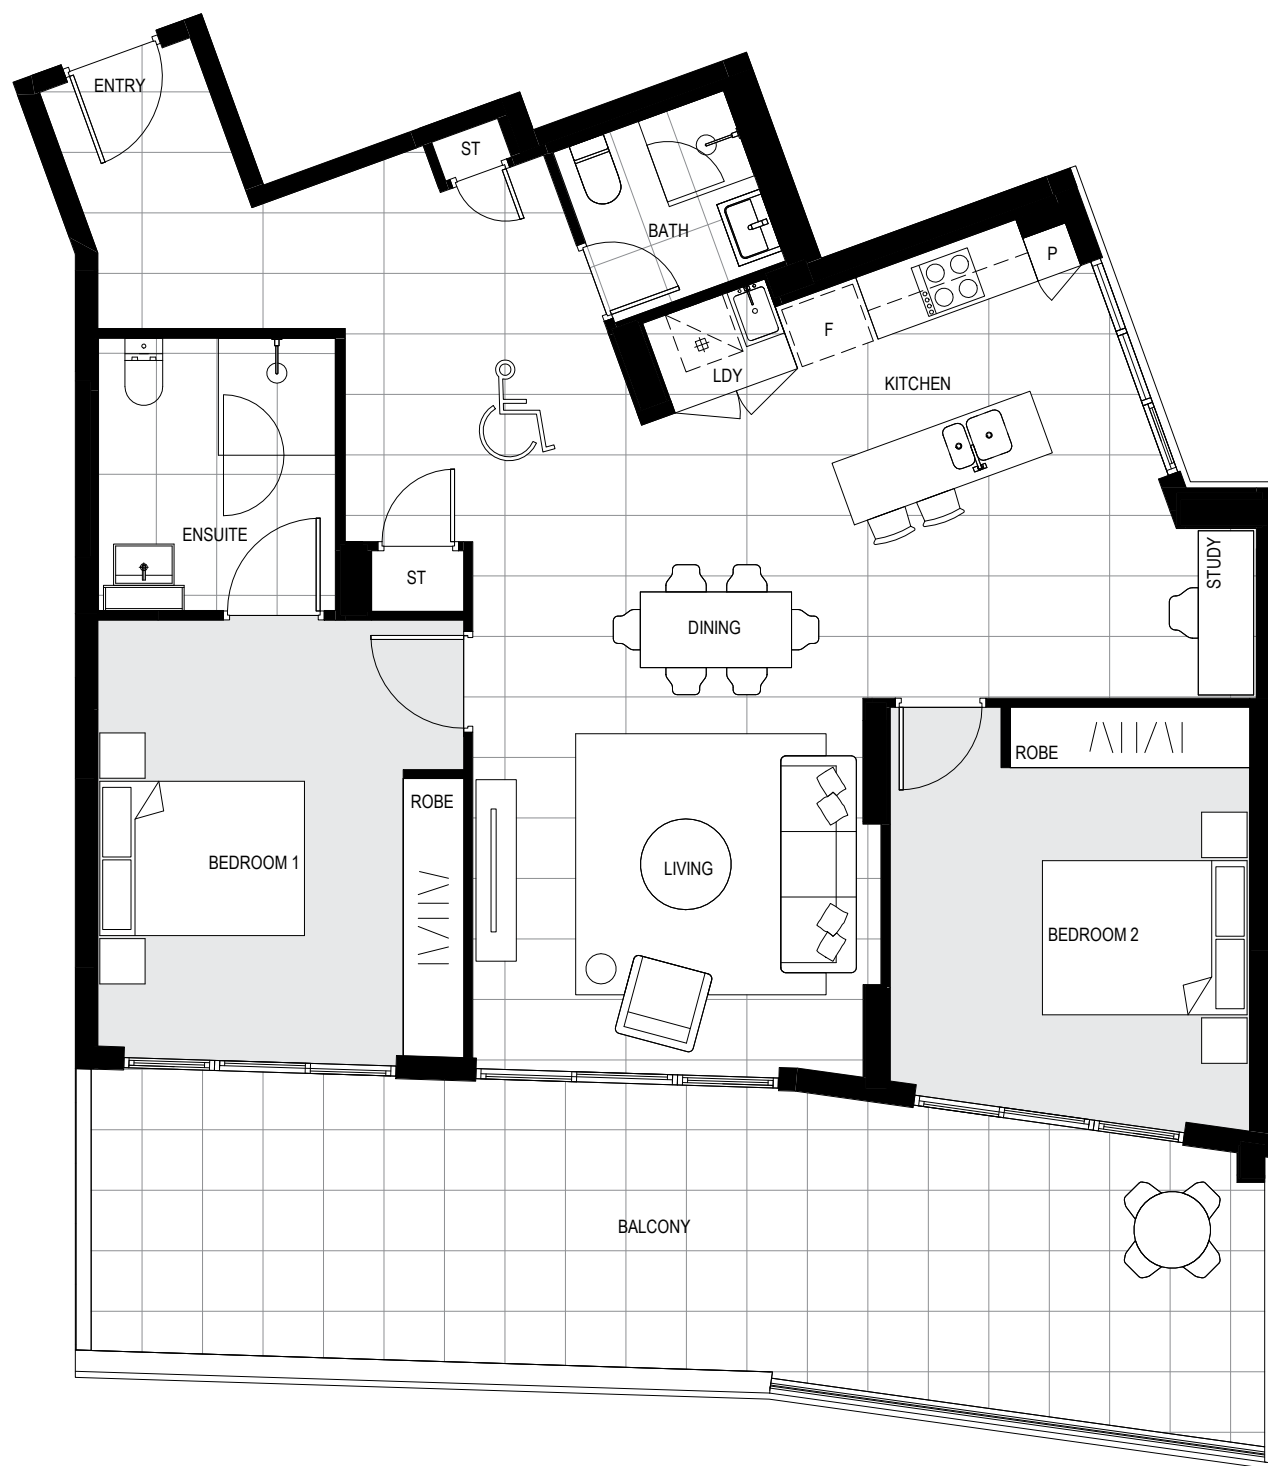 ENTRY
ST
BATH
P
F
LDY
KITCHEN
ENSUITE
STUDY
ST
DINING
ROBE
ROBE
BEDROOM 1
LIVING
BEDROOM 2
BALCONY